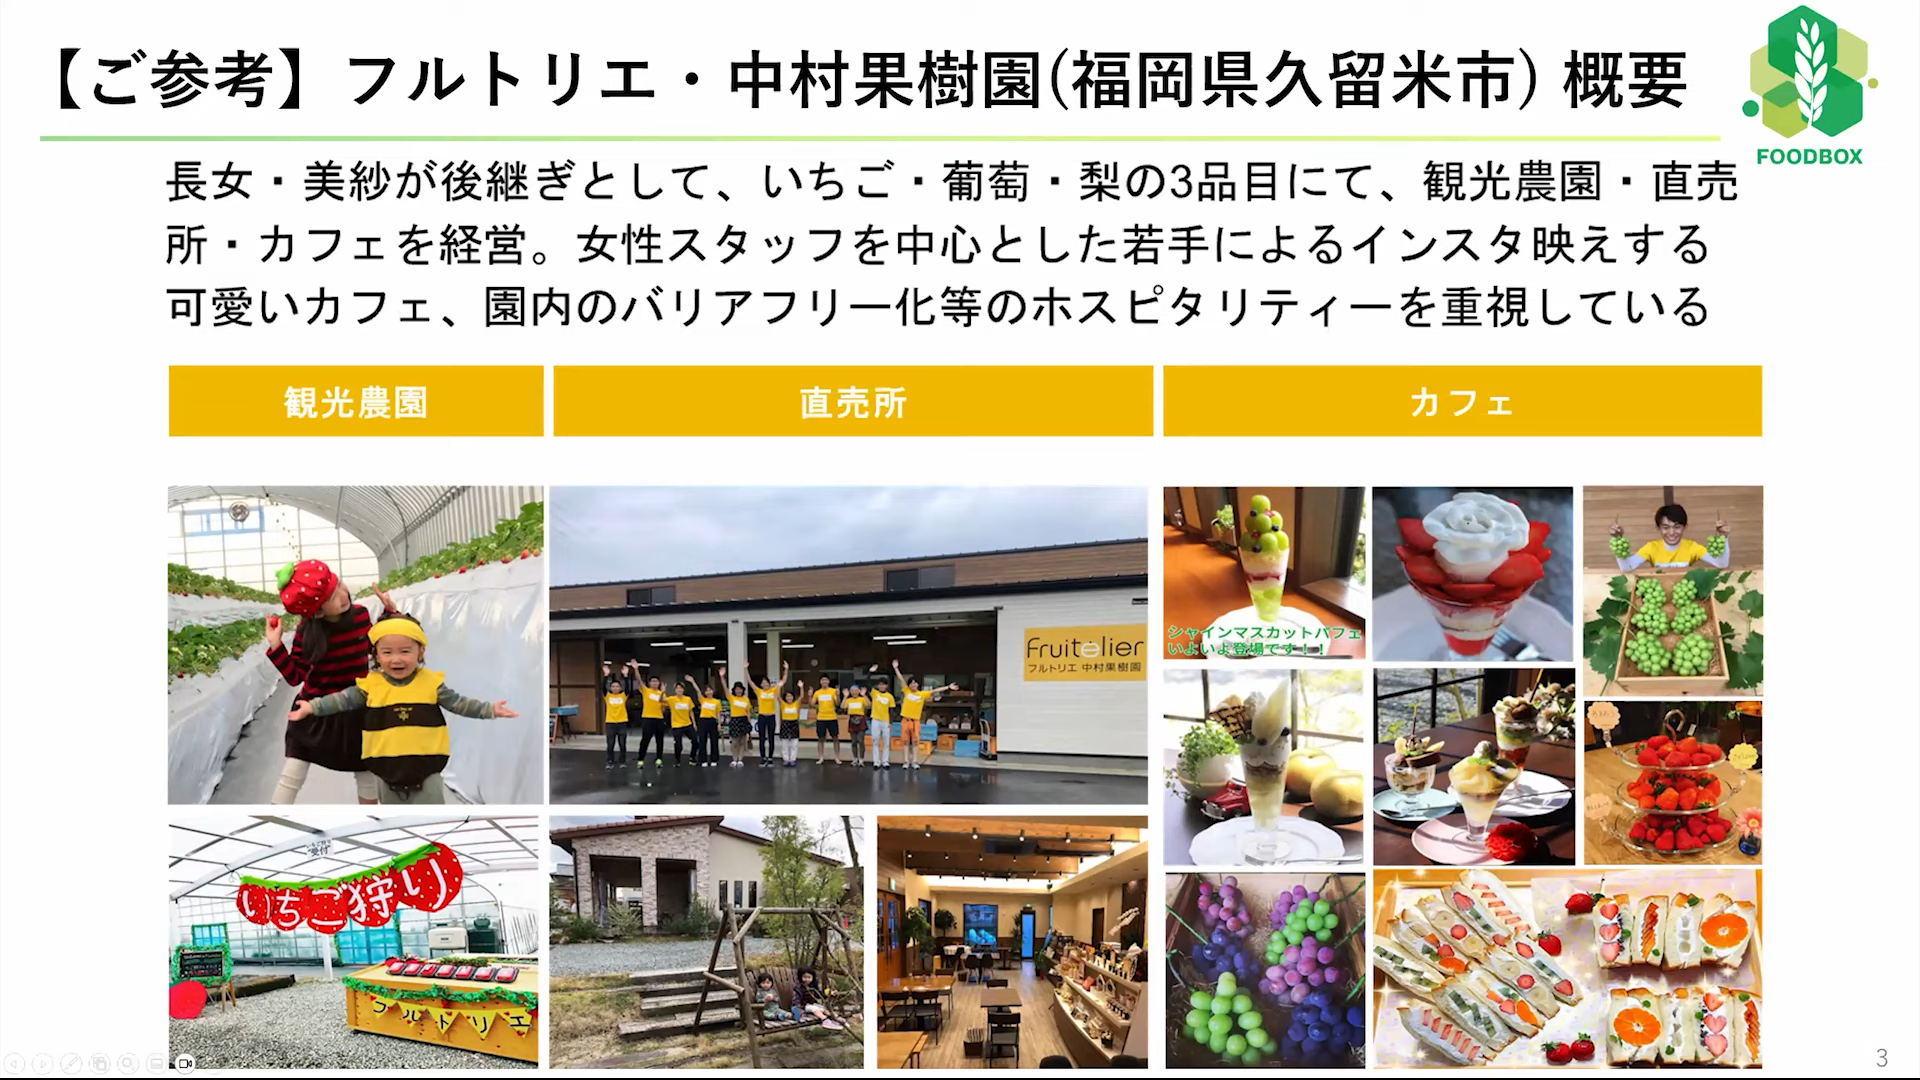 【ご参考】フルトリエ・中村果樹園(福岡県久留米市) 概要
FOODBOX
長女・美紗が後継ぎとして、いちご・葡萄・梨の3品目にて、観光農園・直売
所・カフェを経営。女性スタッフを中心とした若手によるインスタ映えする
可愛いカフェ、園内のバリアフリー化等のホスピタリティーを重視している
観光農園
直売所
カフェ
Fruitelier
フルトリエ 中村果樹園
シャインマスカットパフェ
いよいよ登場です！！
受付
いちご狩り
フルトリエ
3